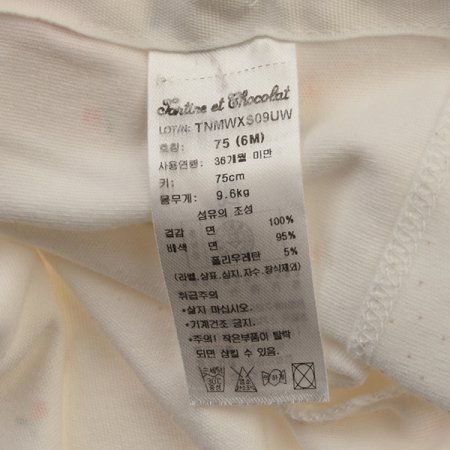 Tartine et Chocolat
LOT/N: TNMWXS09UW
호칭: 75 (6M)
사용연령: 36개월 미만
키: 75cm
몸무게: 9.6kg
섬유의 조성
겉감 면 100%
배색 면 95%
폴리우레탄 5%
(라벨,상표,심지,자수,장식제외)
취급주의
*삶지 마십시오.
*기계건조 금지.
*주의! 작은부품이 탈락
되면 삼킬 수 있음.